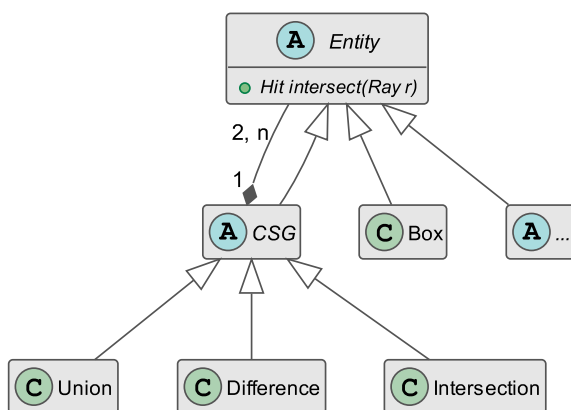 A Entity
Hit intersect(Ray r)
2, n
1
A CSG
C Box
A ...
C Union
C Difference
C Intersection